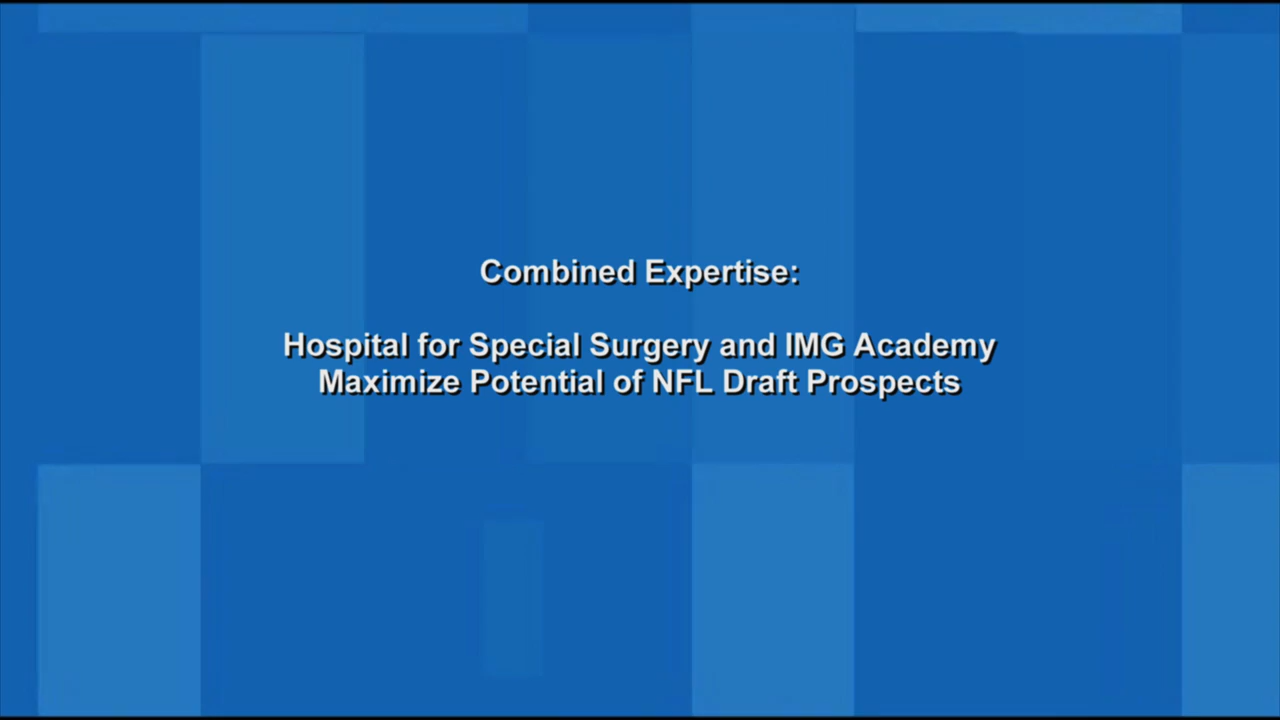 Combined Expertise:
Hospital for Special Surgery and IMG Academy
Maximize Potential of NFL Draft Prospects